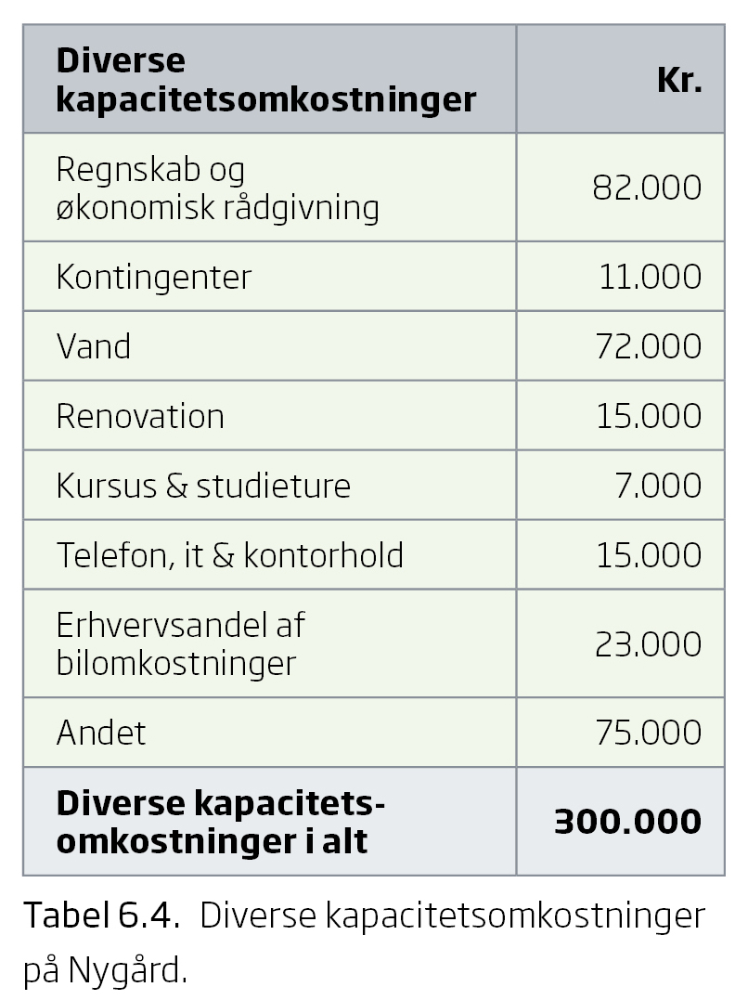 Diverse
kapacitetsomkostninger
Kr.
Regnskab og
økonomisk rådgivning
82.000
Kontingenter
11.000
Vand
72.000
Renovation
15.000
Kursus & studieture
7.000
Telefon, it & kontorhold
15.000
Erhvervsandel af
bilomkostninger
23.000
Andet
75.000
Diverse kapacitets-
omkostninger i alt
300.000
Tabel 6.4. Diverse kapacitetsomkostninger
på Nygård.